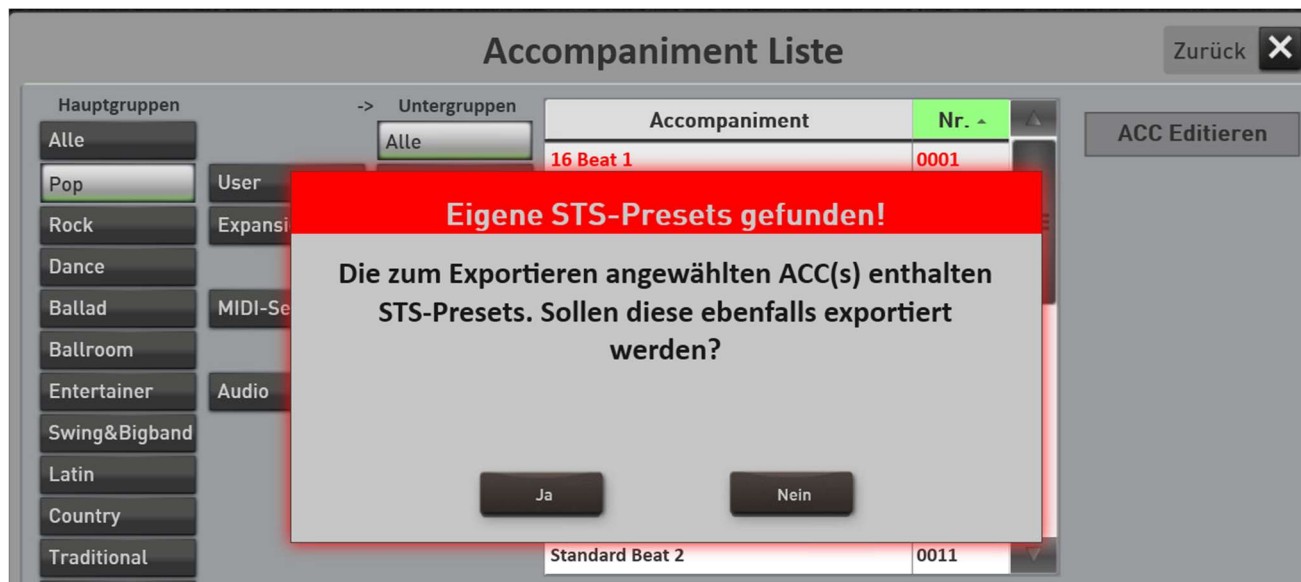 Accompaniment Liste
Zurück
Hauptgruppen -> Untergruppen
Accompaniment Nr.
ACC Editieren
Alle
Alle
16 Beat 1 0001
Pop
User
Rock
Eigene STS-Presets gefunden!
Dance
Die zum Exportieren angewählten ACC(s) enthalten
STS-Presets. Sollen diese ebenfalls exportiert
werden?
Ballad
Ballroom
Entertainer
Audio
Swing&Bigband
Latin
Ja
Nein
Country
Traditional
Standard Beat 2 0011